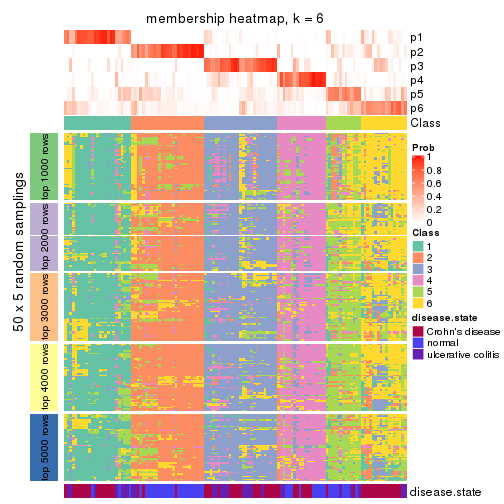 membership heatmap, k = 6
p1
p2
p3
p4
p5
p6
Class
50 x 5 random samplings
top 1000 rows
top 2000 rows
top 3000 rows
top 4000 rows
top 5000 rows
disease.state
Prob
1
0.8
0.6
0.4
0.2
0
Class
1
2
3
4
5
6
disease.state
Crohn's disease
normal
ulcerative colitis